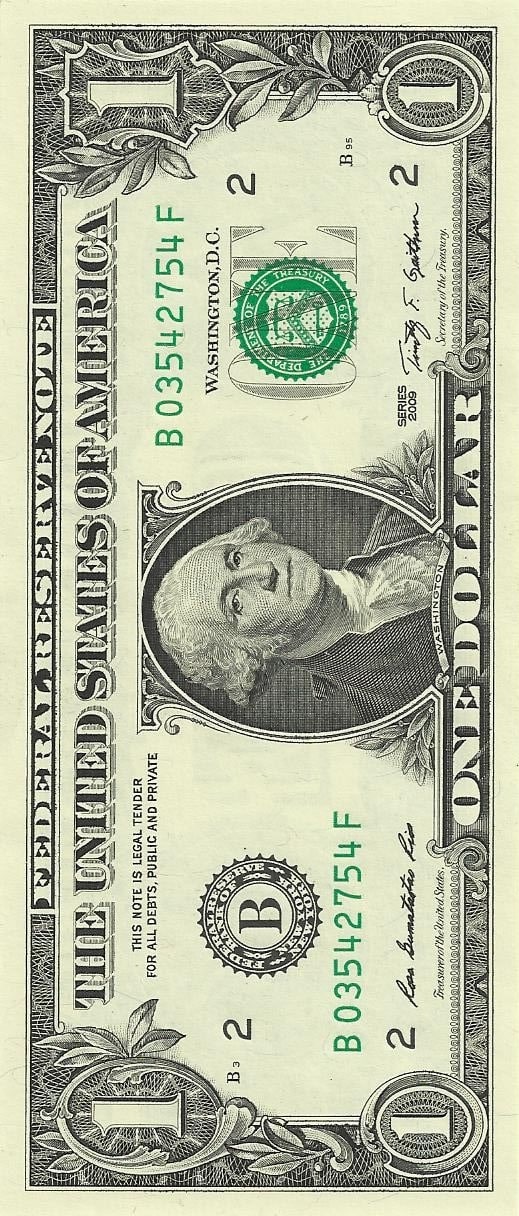 FEDERAL RESERVE NOTE
THE UNITED STATES OF AMERICA
1
1
THIS NOTE IS LEGAL TENDER
FOR ALL DEBTS, PUBLIC AND PRIVATE
B 03542754 F
WASHINGTON, D.C.
B3
2
2
B 95
FEDERAL RESERVE BANK OF NEW YORK
B
ONE
THE DEPARTMENT OF THE TREASURY
1789
B 03542754 F
2
2
Rosa Gumataotao Rios
Treasurer of the United States.
SERIES
2009
Timothy F. Geithner
Secretary of the Treasury.
WASHINGTON
1
ONE DOLLAR
1